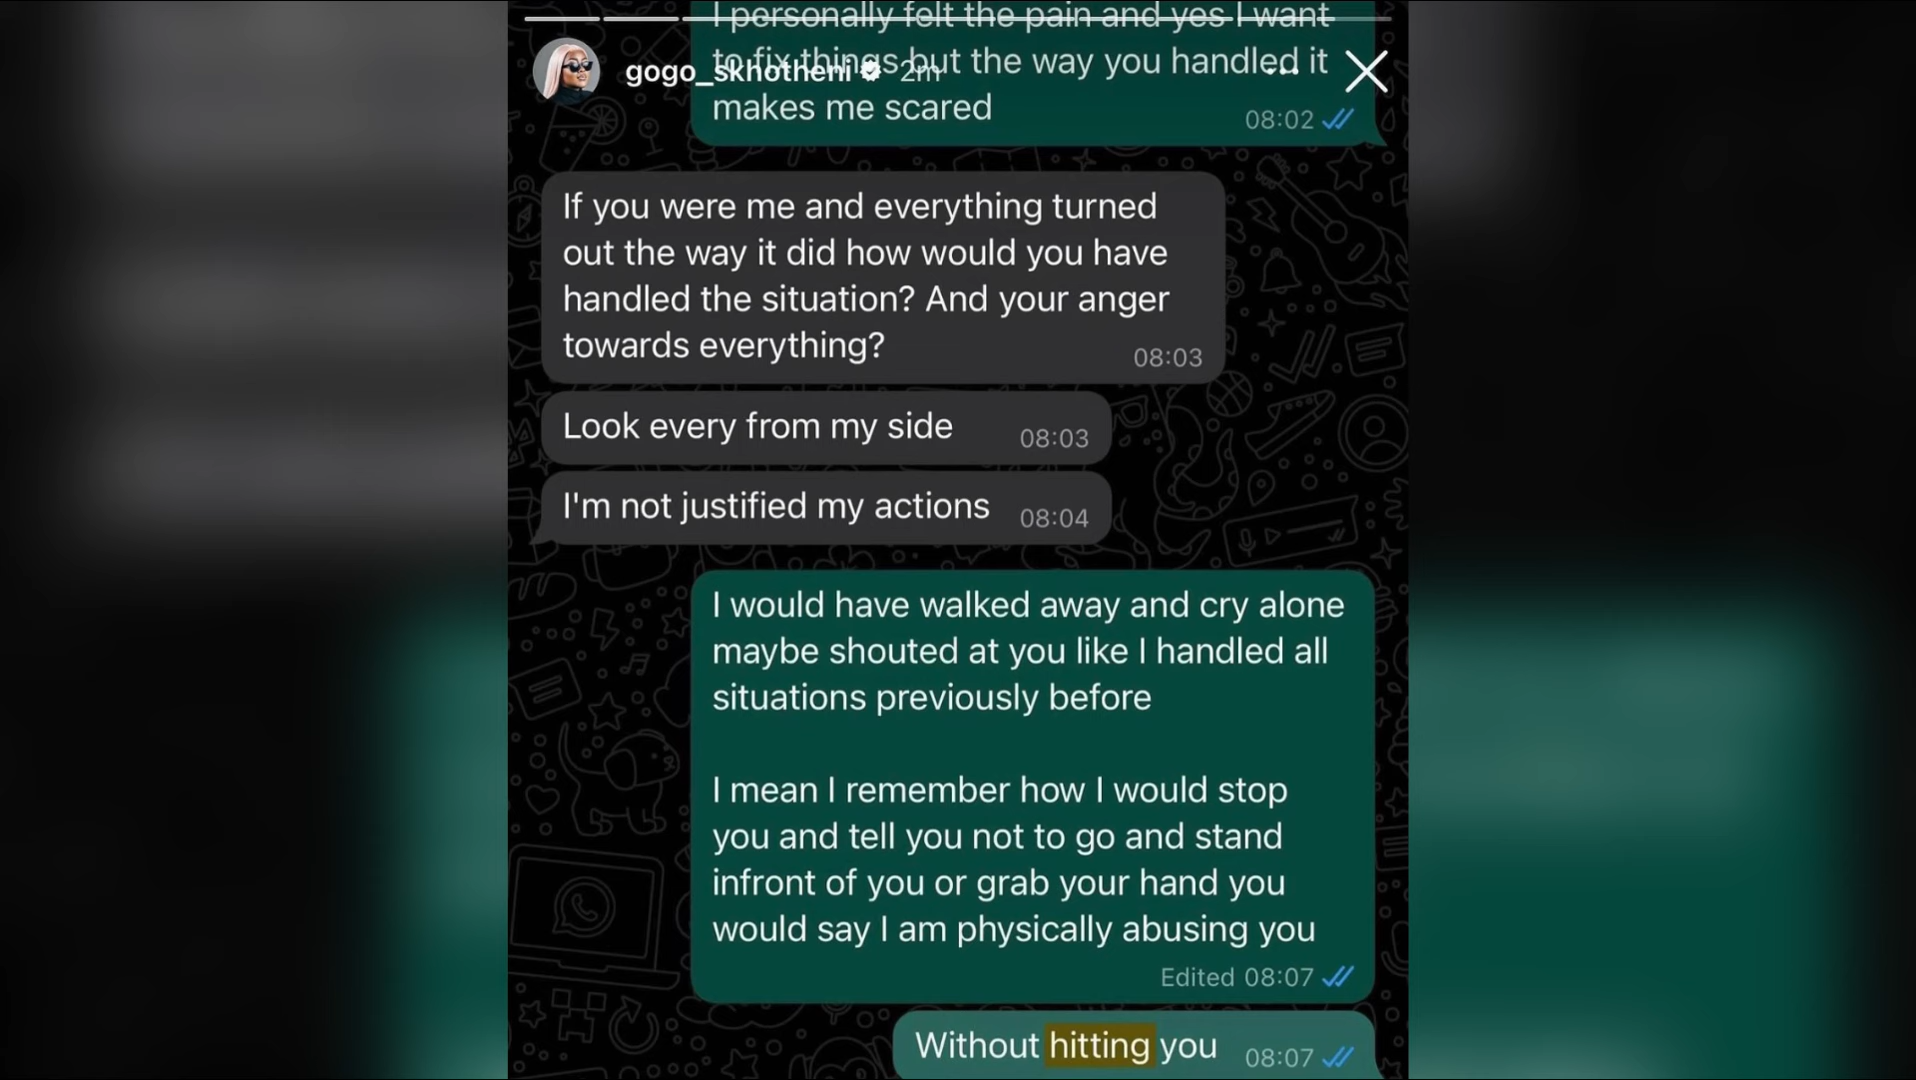 I personally felt the pain and yes I want
to fix things but the way you handled it
gogo_skhotheni 2m
makes me scared
08:02
If you were me and everything turned
out the way it did how would you have
handled the situation? And your anger
towards everything?
08:03
Look every from my side
08:03
I'm not justified my actions
08:04
I would have walked away and cry alone
maybe shouted at you like I handled all
situations previously before
I mean I remember how I would stop
you and tell you not to go and stand
infront of you or grab your hand you
would say I am physically abusing you
Edited 08:07
Without hitting you
08:07